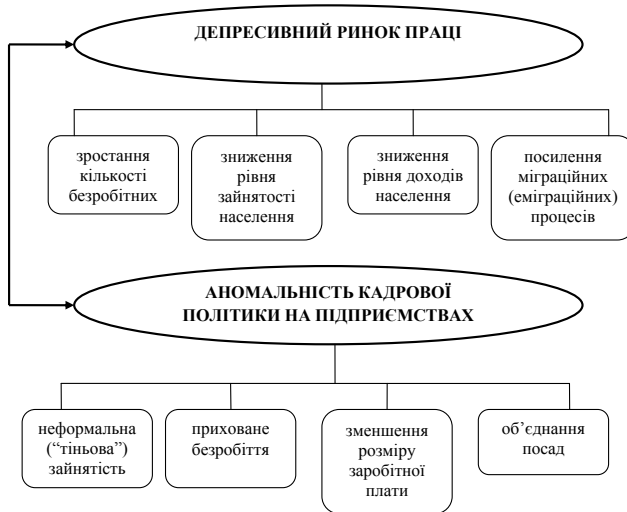 ДЕПРЕСИВНИЙ РИНОК ПРАЦІ
зростання
кількості
безробітних
зниження
рівня
зайнятості
населення
зниження
рівня доходів
населення
посилення
міграційних
(еміграційних)
процесів
АНОМАЛЬНІСТЬ КАДРОВОЇ
ПОЛІТИКИ НА ПІДПРИЄМСТВАХ
неформальна
(“тіньова”)
зайнятість
приховане
безробіття
зменшення
розміру
заробітної
плати
об’єднання
посад